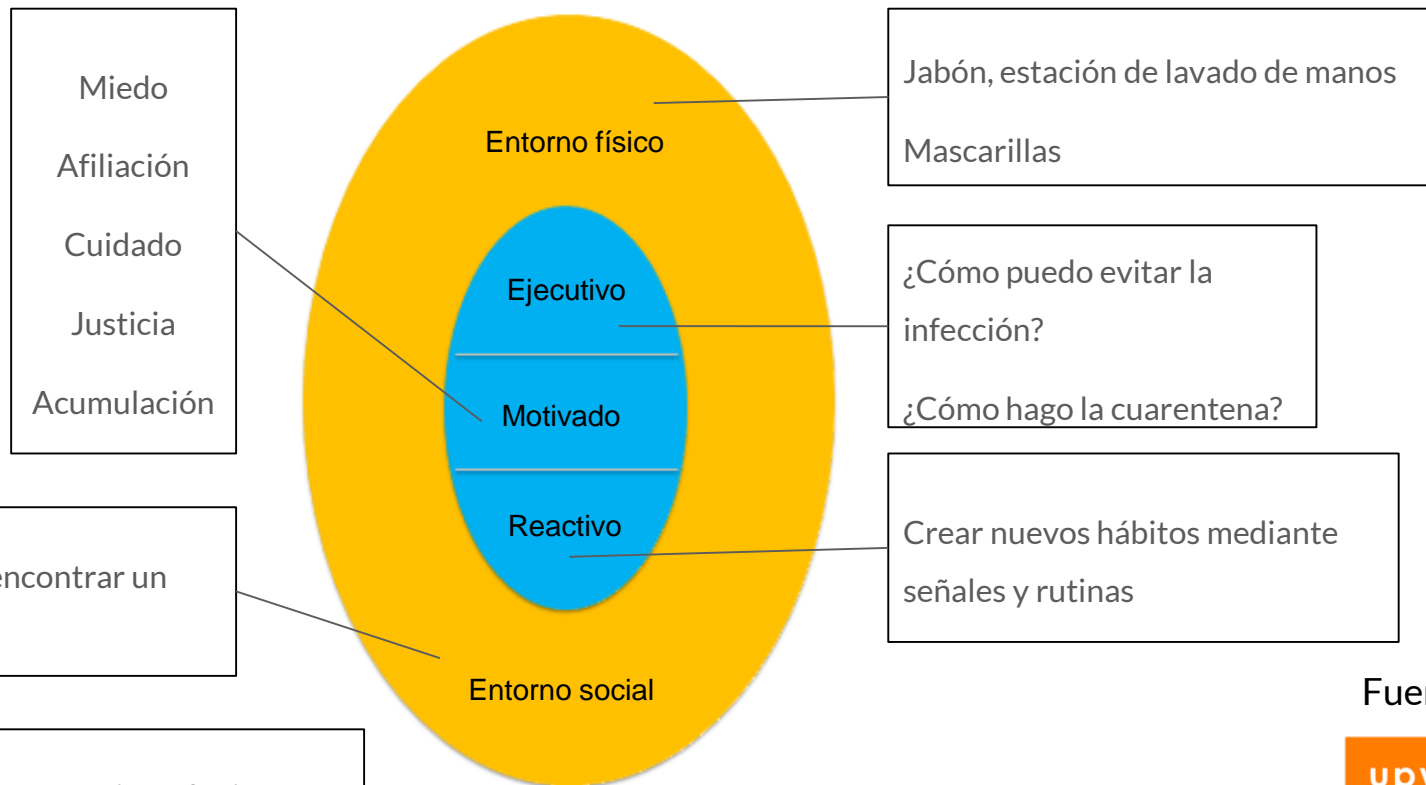 Miedo
Afiliación
Cuidado
Justicia
Acumulación
Entorno físico
Ejecutivo
Motivado
Reactivo
Entorno social
Jabón, estación de lavado de manos
Mascarillas
¿Cómo puedo evitar la
infección?
¿Cómo hago la cuarentena?
Crear nuevos hábitos mediante
señales y rutinas
encontrar un